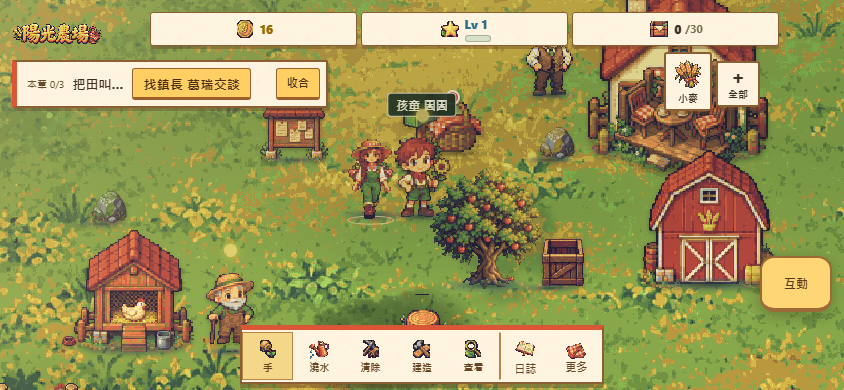 陽光農場
16
Lv 1
0 /30
本章 0/3 把田叫... 找鎮長 葛瑞交談 收合
小麥
+
全部
孩童 圓圓
互動
手 澆水 清除 建造 查看 日誌 更多